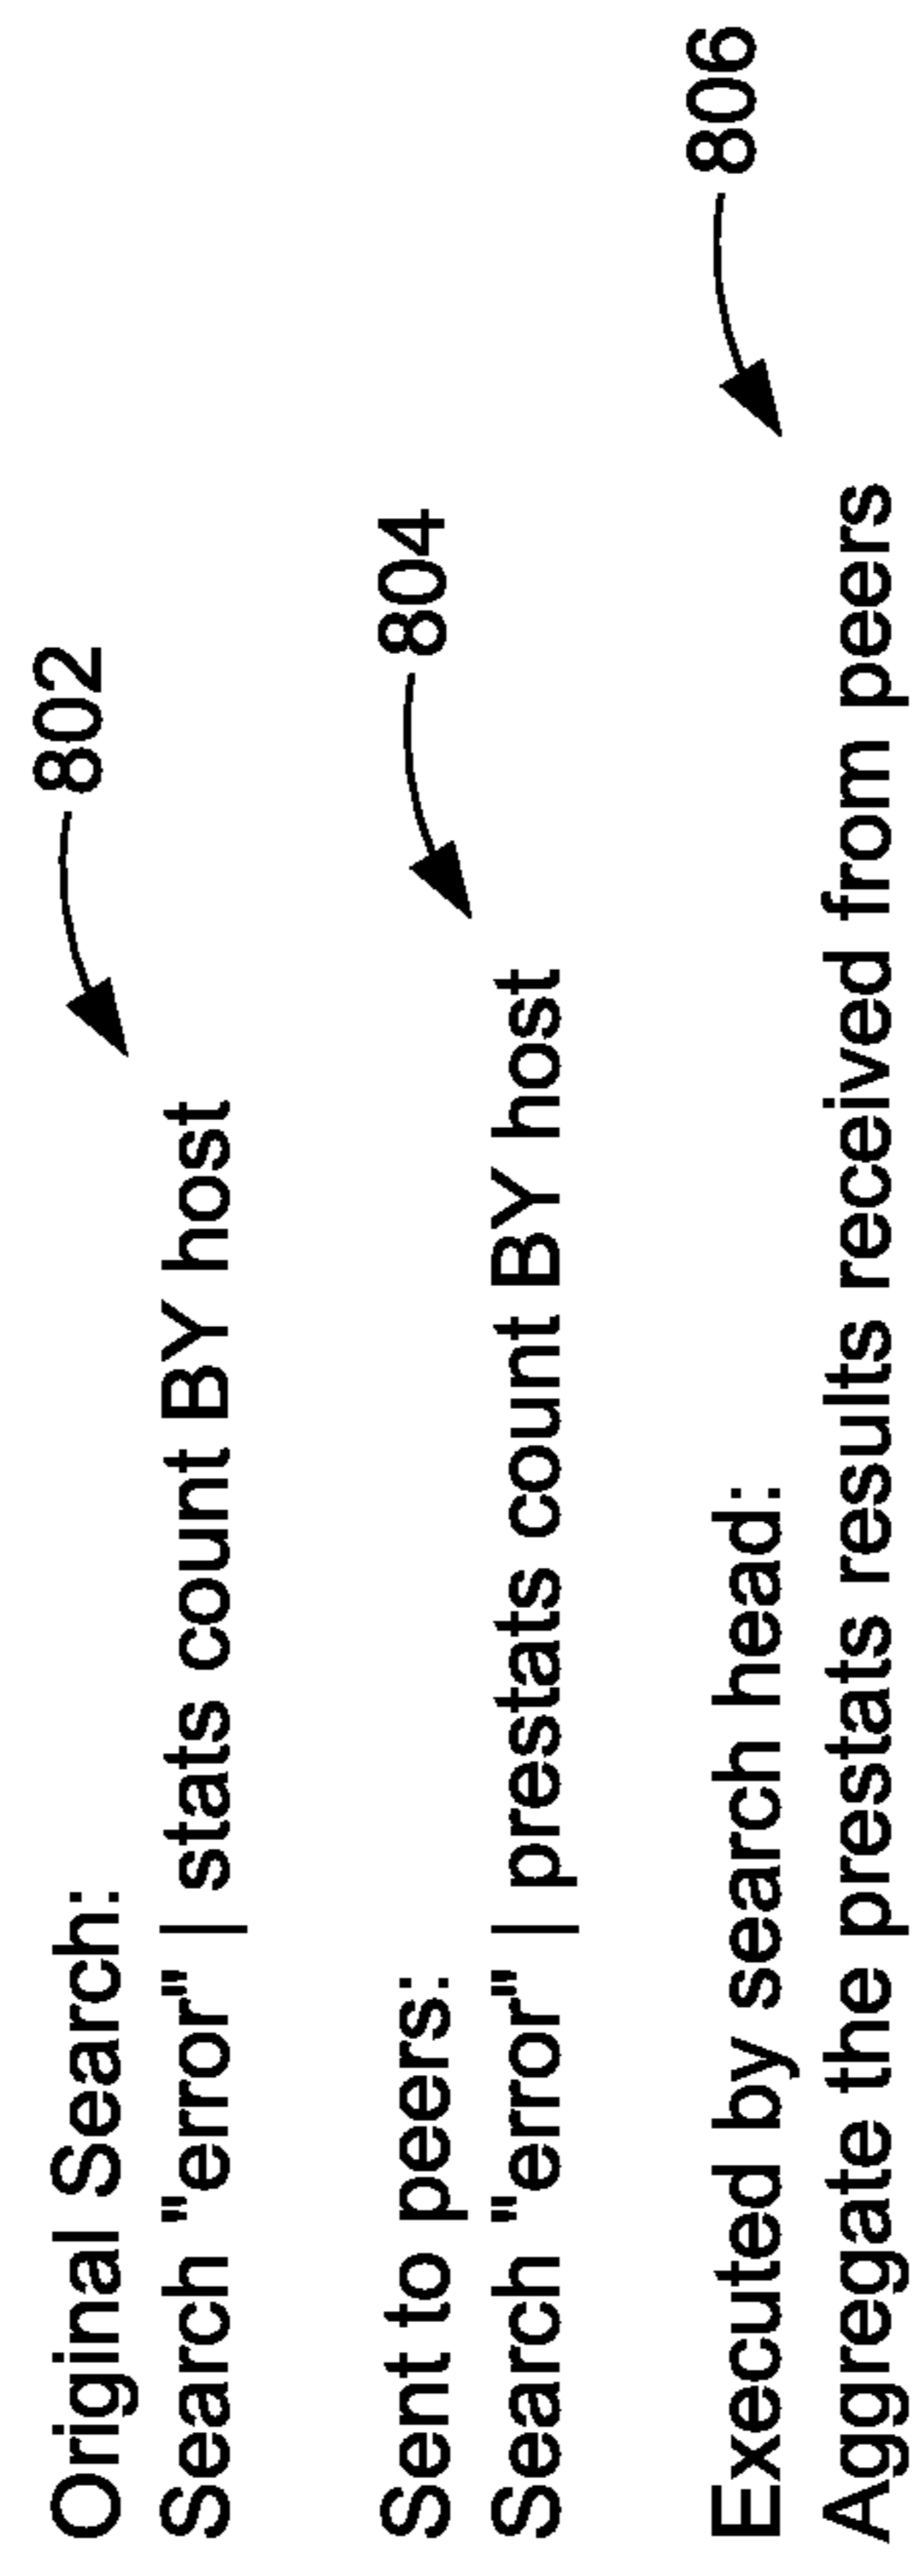 Original Search: 802
Search "error" | stats count BY host
Sent to peers: 804
Search "error" | prestats count BY host
Executed by search head: 806
Aggregate the prestats results received from peers